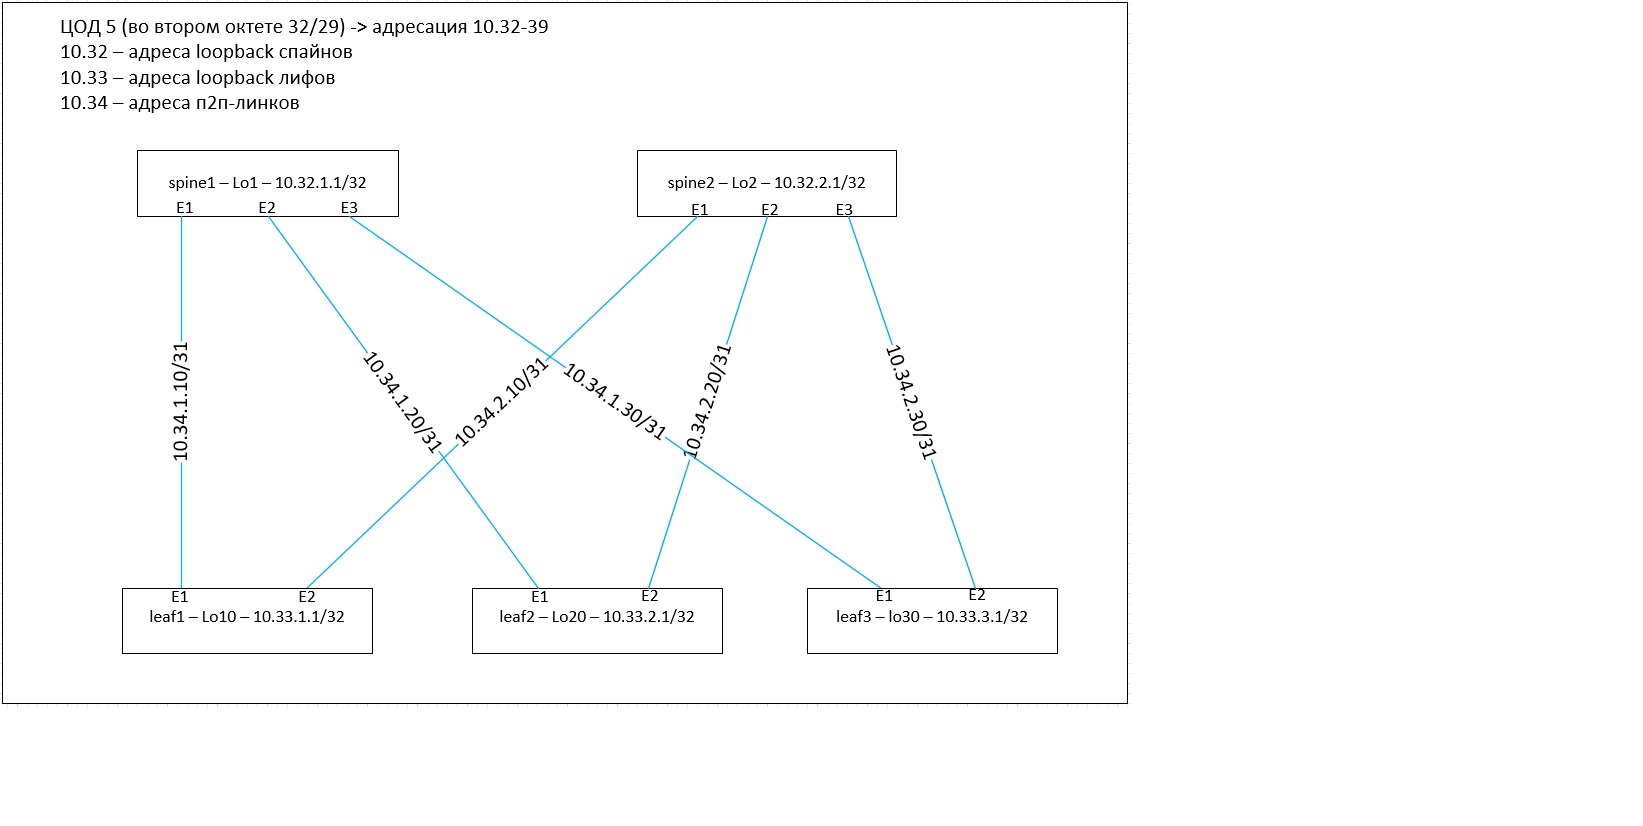 ЦОД 5 (во втором октете 32/29) -> адресация 10.32-39
10.32 – адреса loopback спайнов
10.33 – адреса loopback лифов
10.34 – адреса п2п-линков
spine1 – Lo1 – 10.32.1.1/32
E1 E2 E3
spine2 – Lo2 – 10.32.2.1/32
E1 E2 E3
10.34.1.10/31
10.34.1.20/31
10.34.2.10/31
10.34.1.30/31
10.34.2.20/31
10.34.2.30/31
E1 E2
leaf1 – Lo10 – 10.33.1.1/32
E1 E2
leaf2 – Lo20 – 10.33.2.1/32
E1 E2
leaf3 – lo30 – 10.33.3.1/32